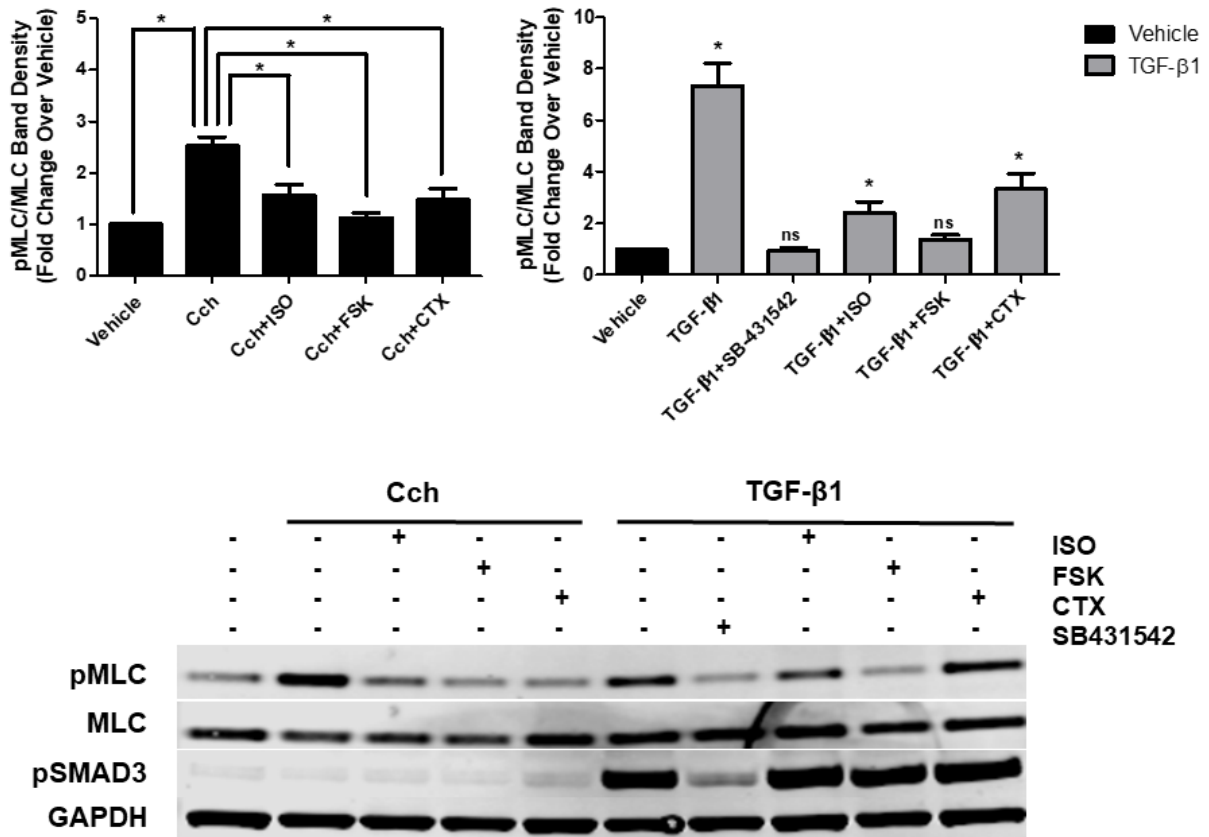 pMLC/MLC Band Density
(Fold Change Over Vehicle)
5
4
3
2
1
0
*
*
*
*
Vehicle
Cch
Cch+ISO
Cch+FSK
Cch+CTX
pMLC/MLC Band Density
(Fold Change Over Vehicle)
10
8
6
4
2
0
*
ns
*
ns
*
Vehicle
TGF-β1
TGF-β1+SB-431542
TGF-β1+ISO
TGF-β1+FSK
TGF-β1+CTX
Vehicle
TGF-β1
Cch TGF-β1
- - + - - - - + - - ISO
- - - + - - - - + - FSK
- - - - + - - - - + CTX
- - - - - - + - - - SB431542
pMLC
MLC
pSMAD3
GAPDH